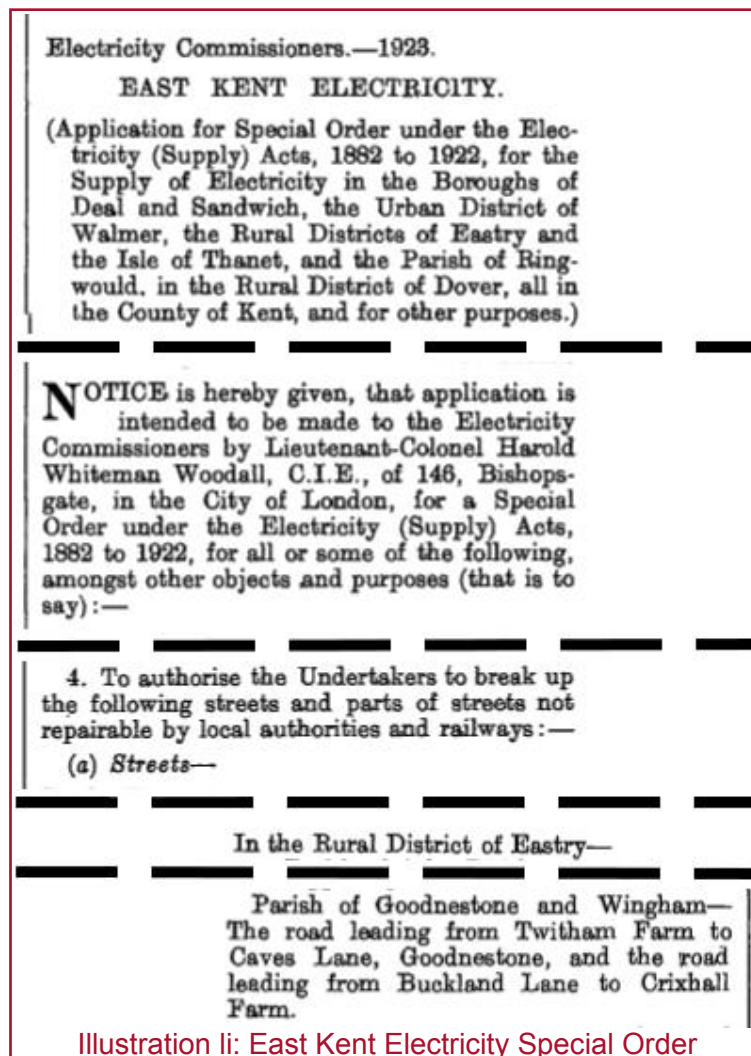 Electricity Commissioners.—1923.
EAST KENT ELECTRICITY.
(Application for Special Order under the Elec-
tricity (Supply) Acts, 1882 to 1922, for the
Supply of Electricity in the Boroughs of
Deal and Sandwich, the Urban District of
Walmer, the Rural Districts of Eastry and
the Isle of Thanet, and the Parish of Ring-
would, in the Rural District of Dover, all in
the County of Kent, and for other purposes.)
NOTICE is hereby given, that application is
intended to be made to the Electricity
Commissioners by Lieutenant-Colonel Harold
Whiteman Woodall, C.I.E., of 146, Bishops-
gate, in the City of London, for a Special
Order under the Electricity (Supply) Acts,
1882 to 1922, for all or some of the following,
amongst other objects and purposes (that is to
say):—
4. To authorise the Undertakers to break up
the following streets and parts of streets not
repairable by local authorities and railways:—
(a) Streets—
In the Rural District of Eastry—
Parish of Goodnestone and Wingham—
The road leading from Twitham Farm to
Caves Lane, Goodnestone, and the road
leading from Buckland Lane to Crixhall
Farm.
Illustration li: East Kent Electricity Special Order